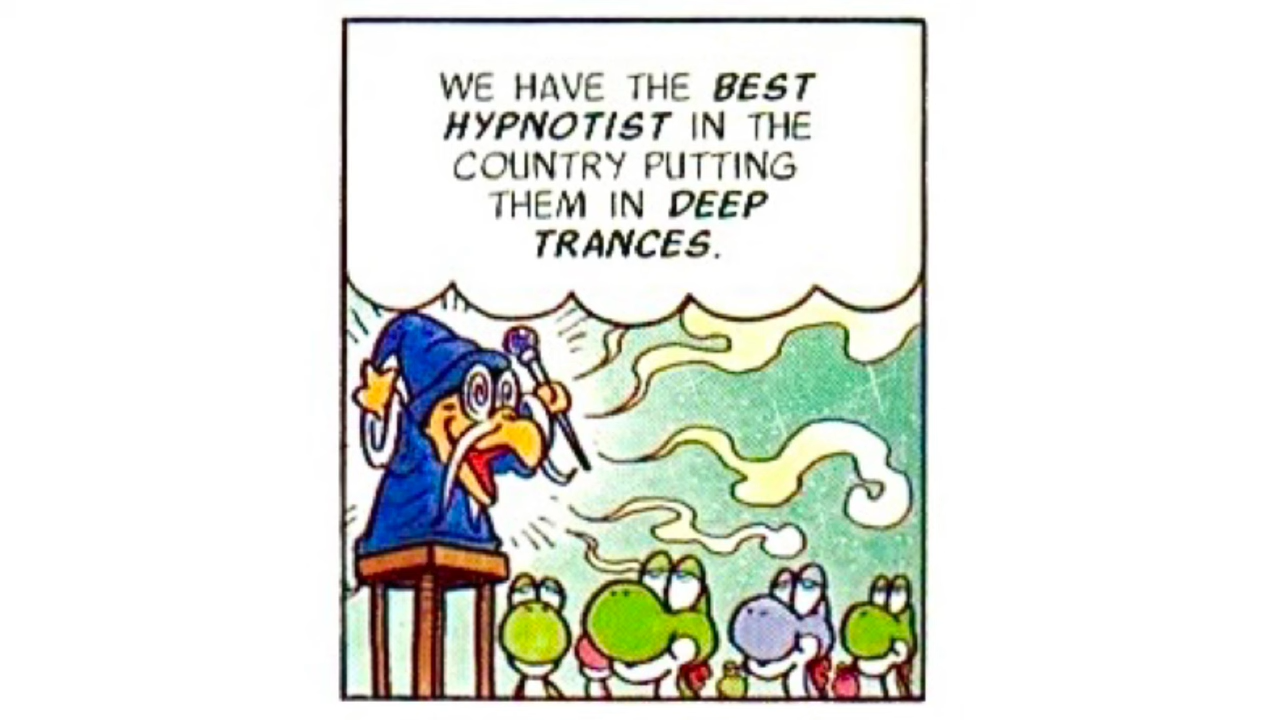 WE HAVE THE BEST
HYPNOTIST IN THE
COUNTRY PUTTING
THEM IN DEEP
TRANCES.